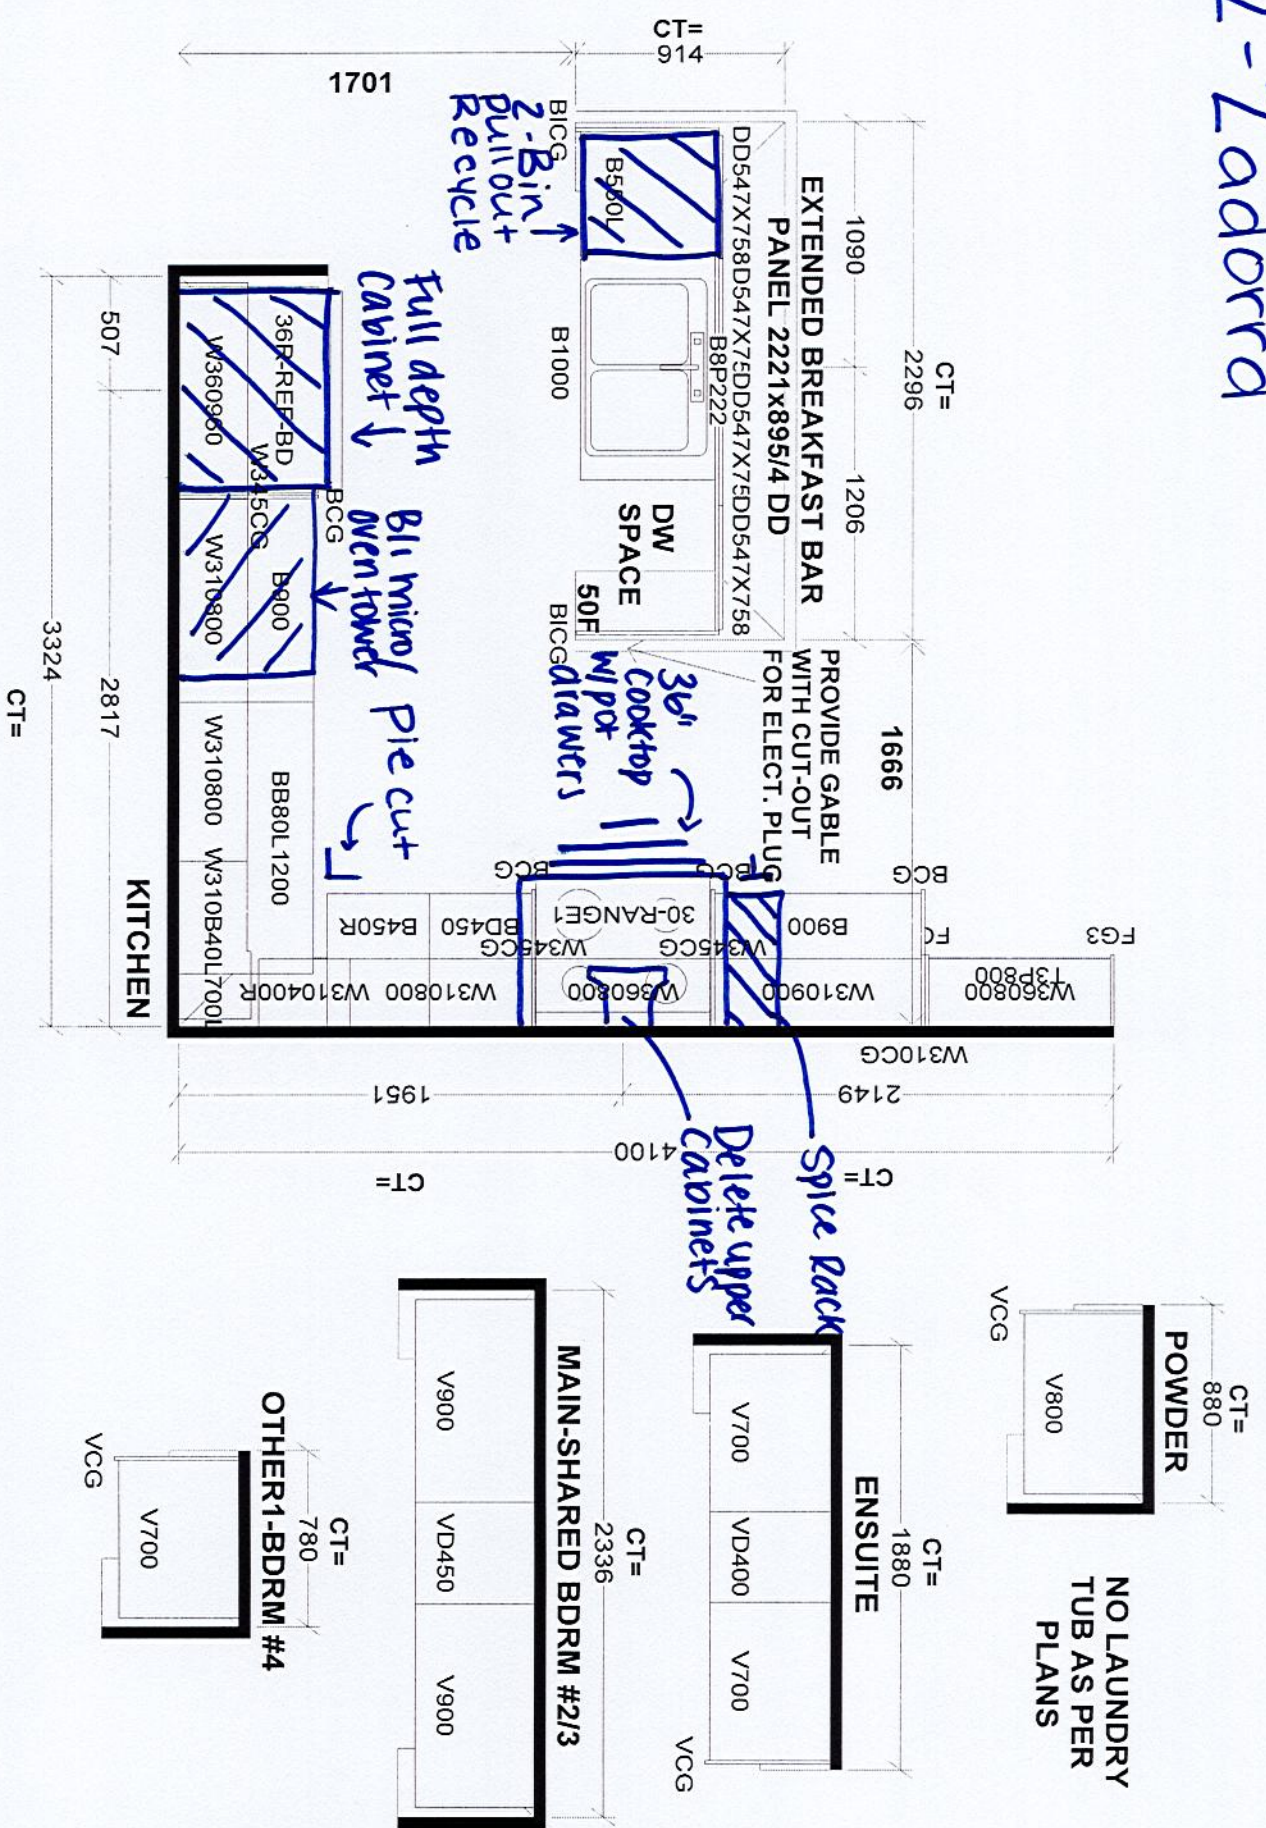 2-Ladorra
CT=
914
1701
1090
CT=
2296
1206
EXTENDED BREAKFAST BAR
PANEL 2221x895/4 DD
DD547X758D547X75DD547X75DD547X758
B8P222
B550L
B1000
DW
SPACE
50F
BICG
BICG
2-Bin
pullout
Recycle
PROVIDE GABLE
WITH CUT-OUT
FOR ELECT. PLUG
1666
36"
cooktop
w/pot
drawers
Full depth
cabinet
BII micro/
oven tower
Pie cut
507
2817
3324
CT=
36R-REF-BD
W360960
W345CG
BCG
B900
W310800
BB80L1200
W310800
W310B40L700L
KITCHEN
BCG
BCG
BCG
B450R
BD450
30-RANGE1
B900
FG3
W345CG
W345CG
W310400R
W310800
W360800
W310900
T3P800
W360800
W310CG
1951
2149
4100
CT=
CT=
Spice Rack
Delete upper
cabinets
CT=
880
POWDER
V800
VCG
NO LAUNDRY
TUB AS PER
PLANS
CT=
1880
ENSUITE
V700
VD400
V700
VCG
CT=
2336
MAIN-SHARED BDRM #2/3
V900
VD450
V900
CT=
780
OTHER1-BDRM #4
V700
VCG